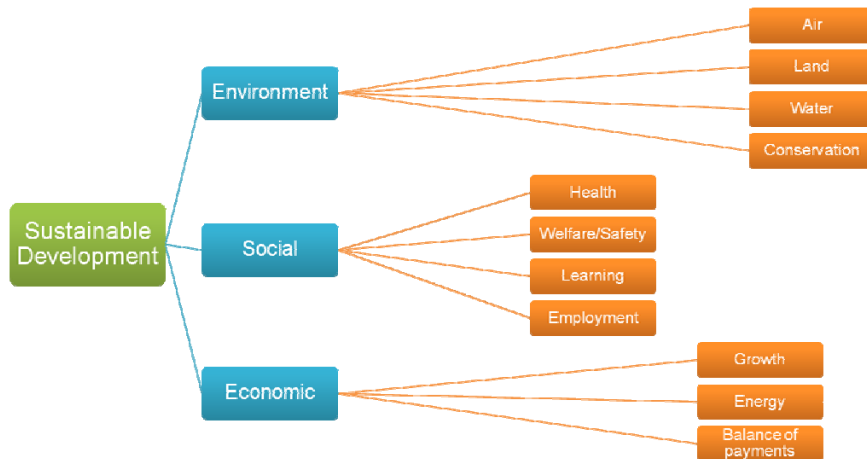 Sustainable
Development
Environment
Air
Land
Water
Conservation
Social
Health
Welfare/Safety
Learning
Employment
Economic
Growth
Energy
Balance of
payments